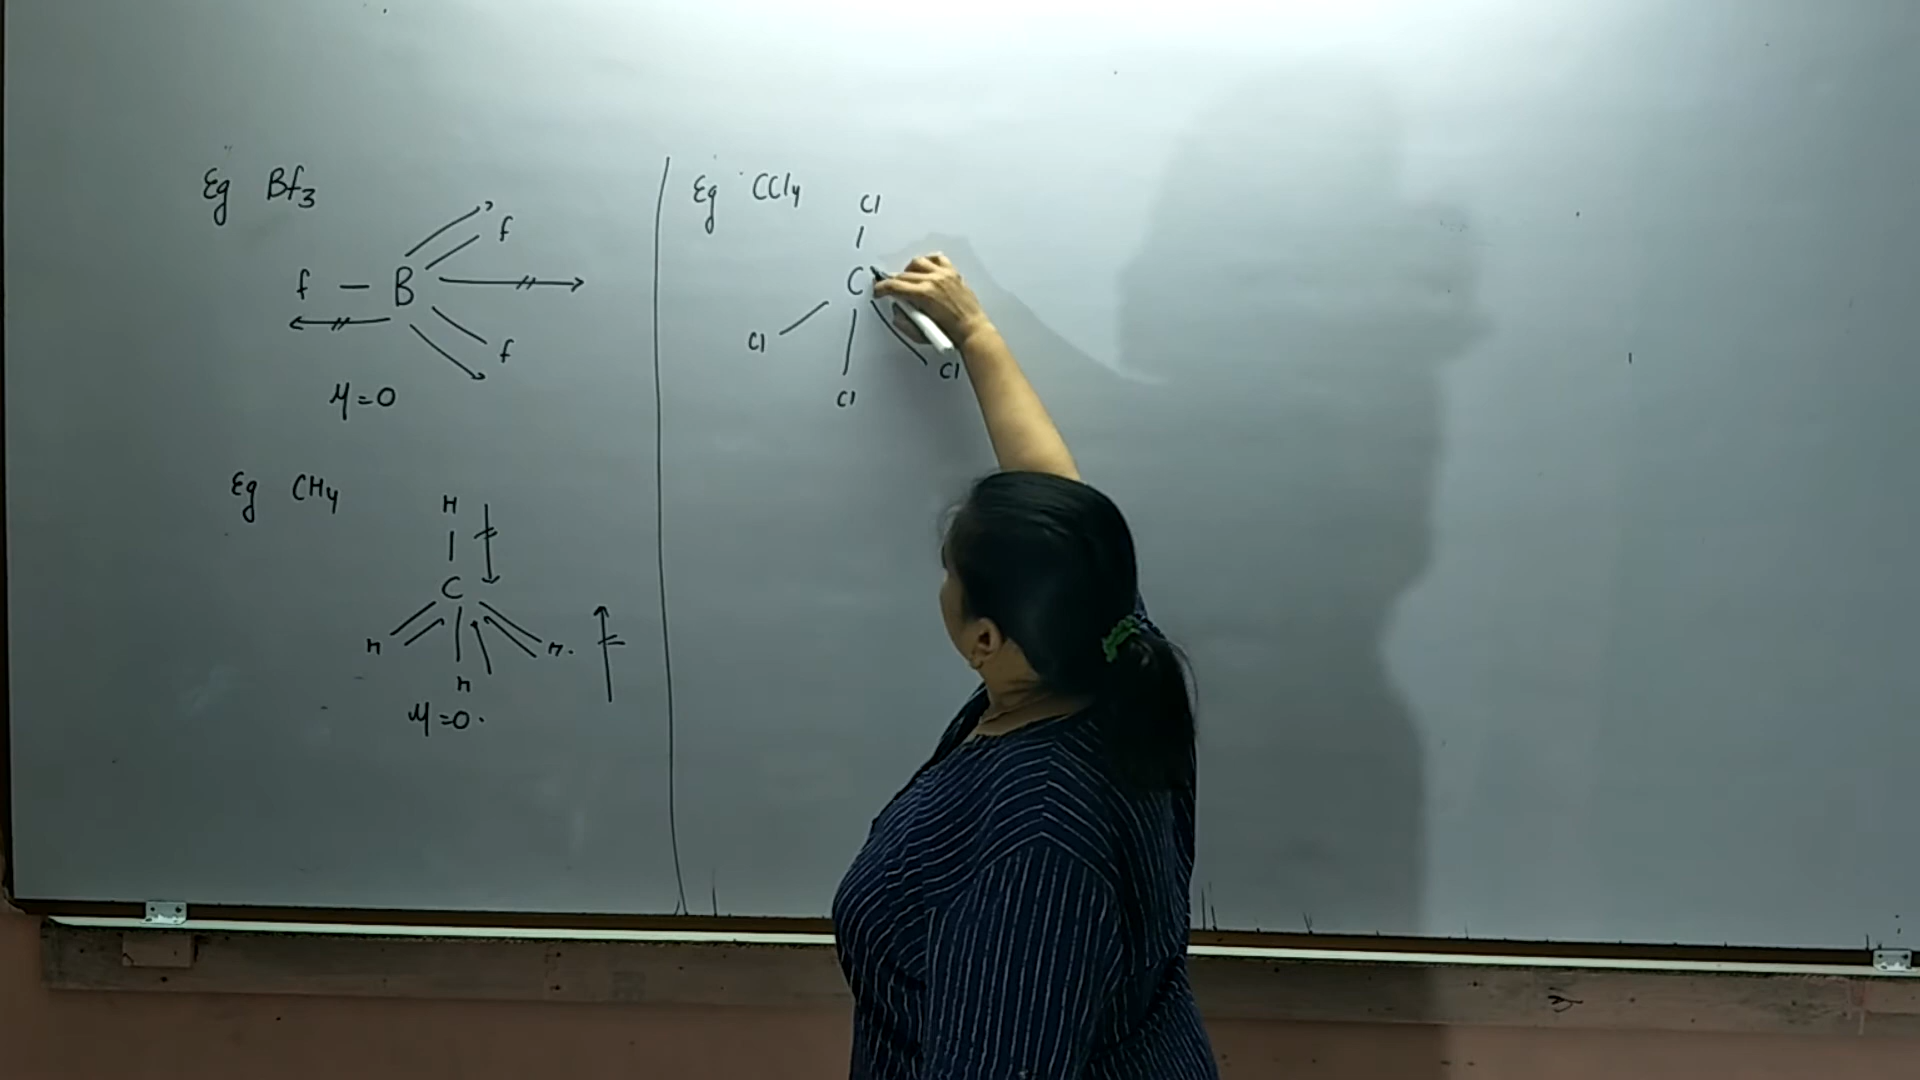 Eg Bf3
f
f — B
f
μ=0
Eg CH4
H
C
H H.
H
μ=0.
Eg CCl4
Cl
C
Cl Cl
Cl